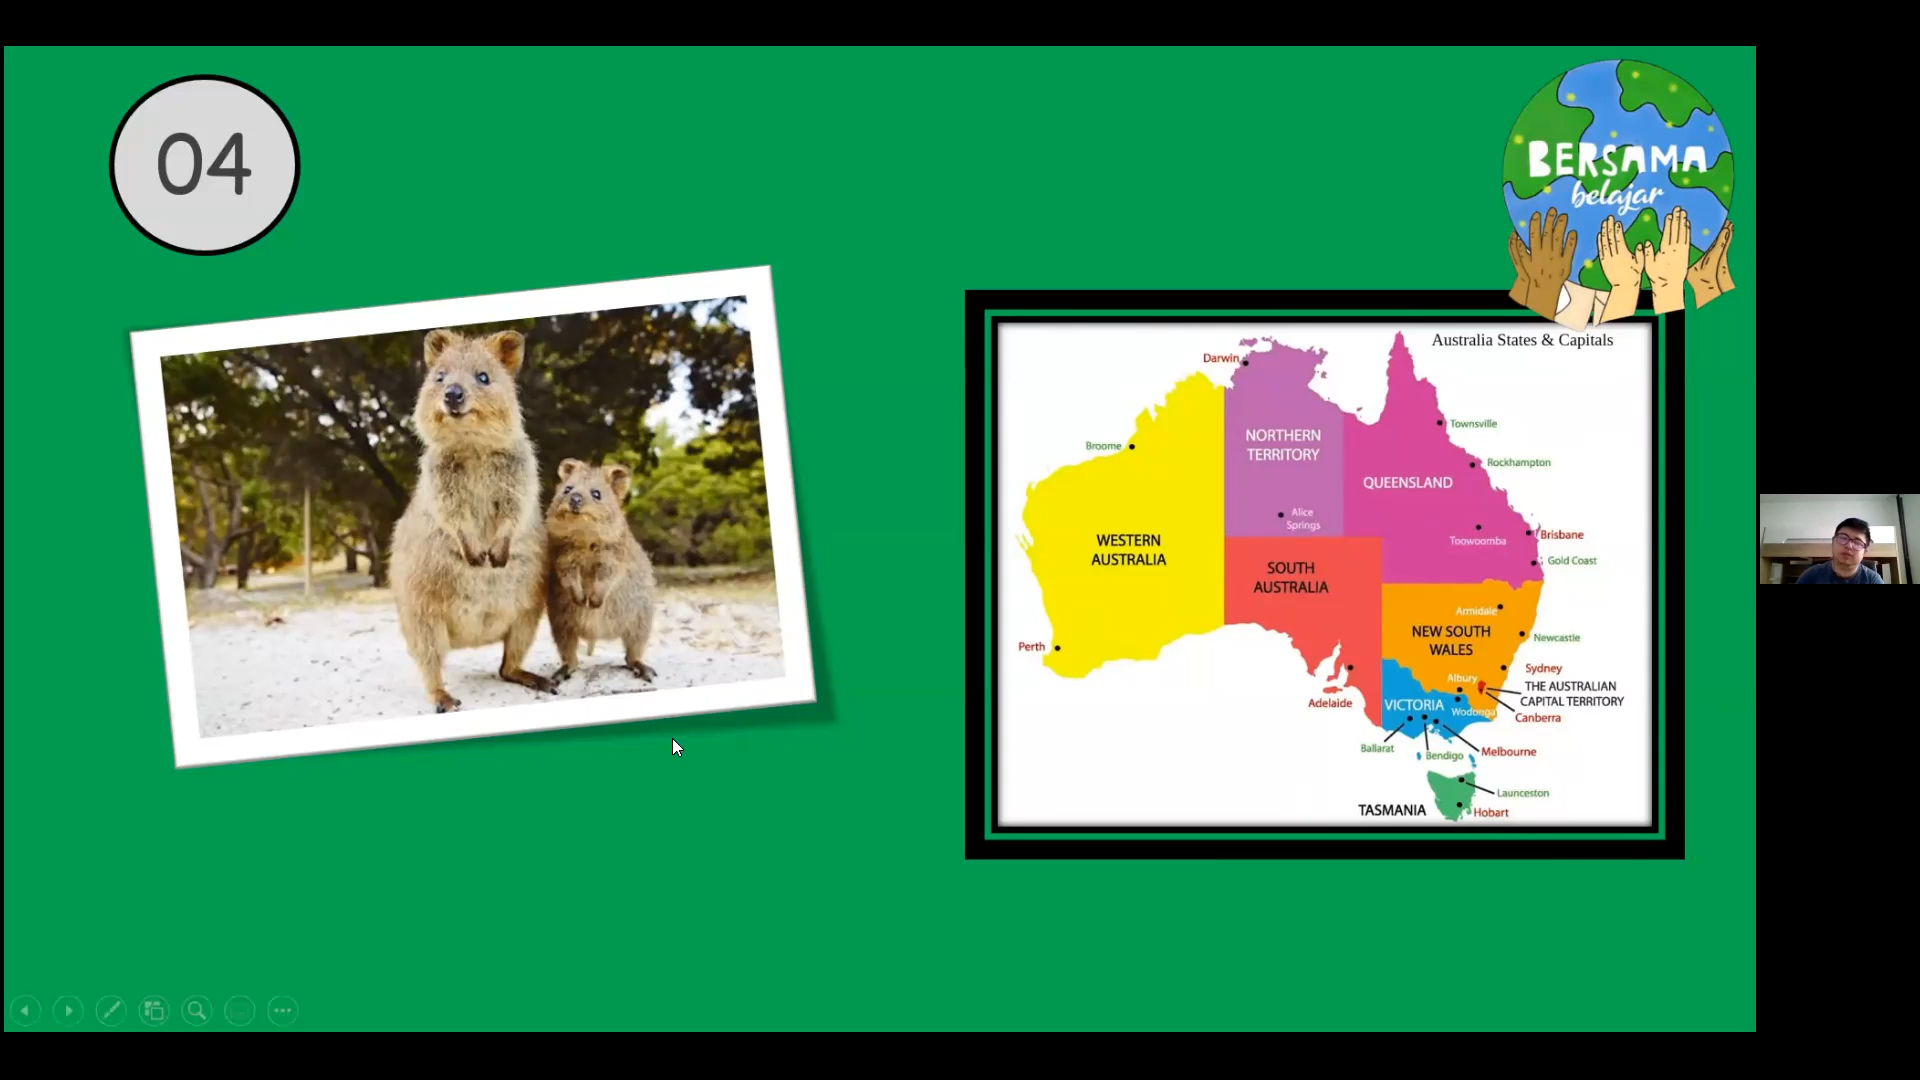 04
BERSAMA
belajar
Australia States & Capitals
Darwin
NORTHERN
TERRITORY
Townsville
Broome
Rockhampton
QUEENSLAND
Alice
Springs
Brisbane
Toowoomba
WESTERN
AUSTRALIA
Gold Coast
SOUTH
AUSTRALIA
Armidale
NEW SOUTH
WALES
Newcastle
Perth
Sydney
Albury
THE AUSTRALIAN
CAPITAL TERRITORY
Adelaide
VICTORIA
Wodonga
Canberra
Ballarat
Bendigo
Melbourne
Launceston
TASMANIA
Hobart